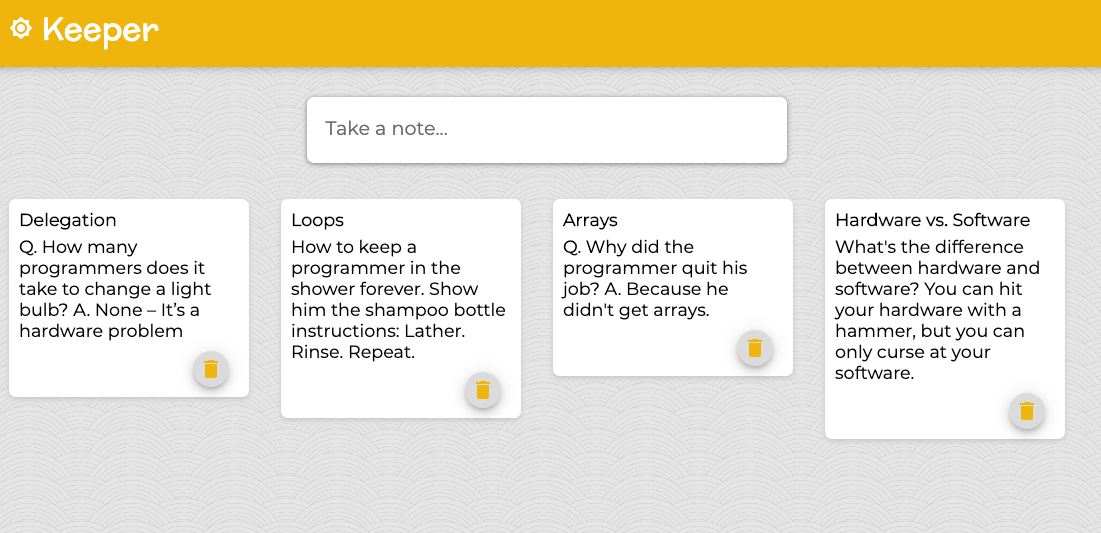 Keeper
Take a note...
Delegation
Q. How many
programmers does it
take to change a light
bulb? A. None – It’s a
hardware problem
Loops
How to keep a
programmer in the
shower forever. Show
him the shampoo bottle
instructions: Lather.
Rinse. Repeat.
Arrays
Q. Why did the
programmer quit his
job? A. Because he
didn't get arrays.
Hardware vs. Software
What's the difference
between hardware and
software? You can hit
your hardware with a
hammer, but you can
only curse at your
software.